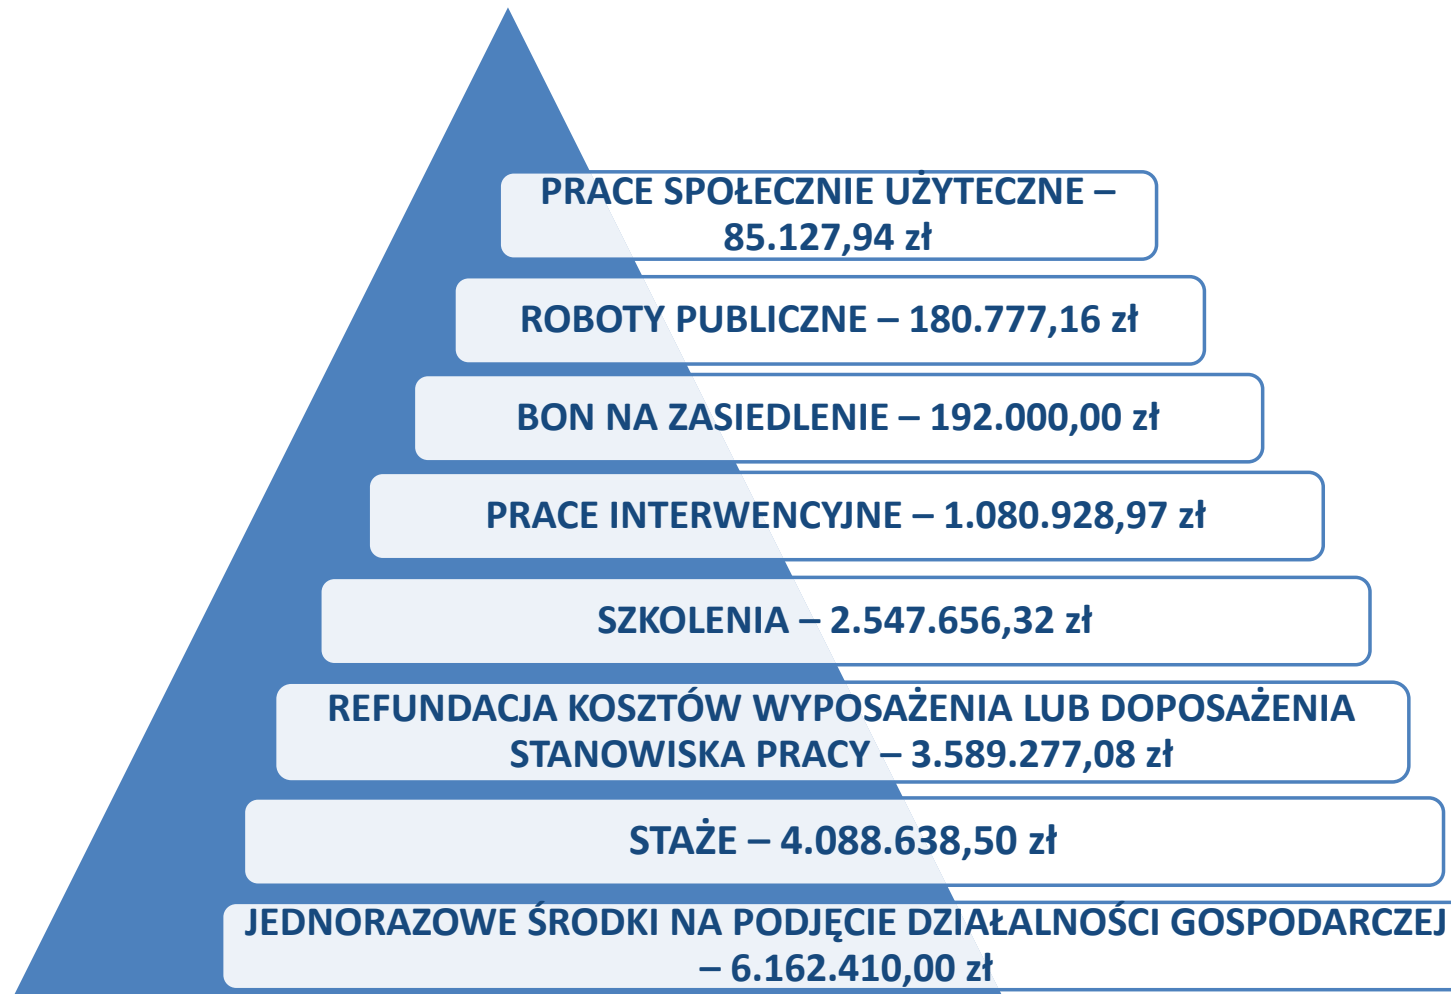 PRACE SPOŁECZNIE UŻYTECZNE –
85.127,94 zł
ROBOTY PUBLICZNE – 180.777,16 zł
BON NA ZASIEDLENIE – 192.000,00 zł
PRACE INTERWENCYJNE – 1.080.928,97 zł
SZKOLENIA – 2.547.656,32 zł
REFUNDACJA KOSZTÓW WYPOSAŻENIA LUB DOPOSAŻENIA
STANOWISKA PRACY – 3.589.277,08 zł
STAŻE – 4.088.638,50 zł
JEDNORAZOWE ŚRODKI NA PODJĘCIE DZIAŁALNOŚCI GOSPODARCZEJ
– 6.162.410,00 zł